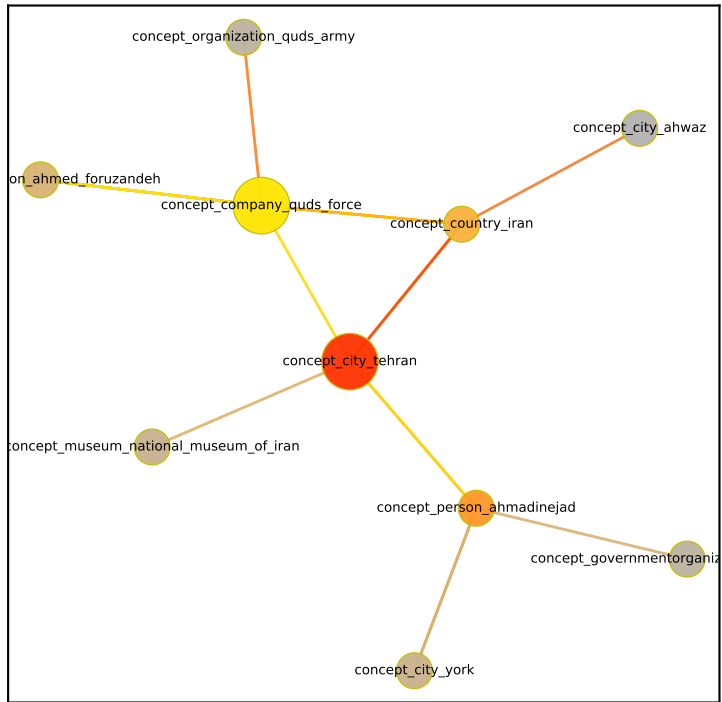 concept_organization_quds_army
concept_city_ahwaz
on_ahmed_foruzandeh
concept_company_quds_force
concept_country_iran
concept_city_tehran
concept_museum_national_museum_of_iran
concept_person_ahmadinejad
concept_governmentorganiz
concept_city_york